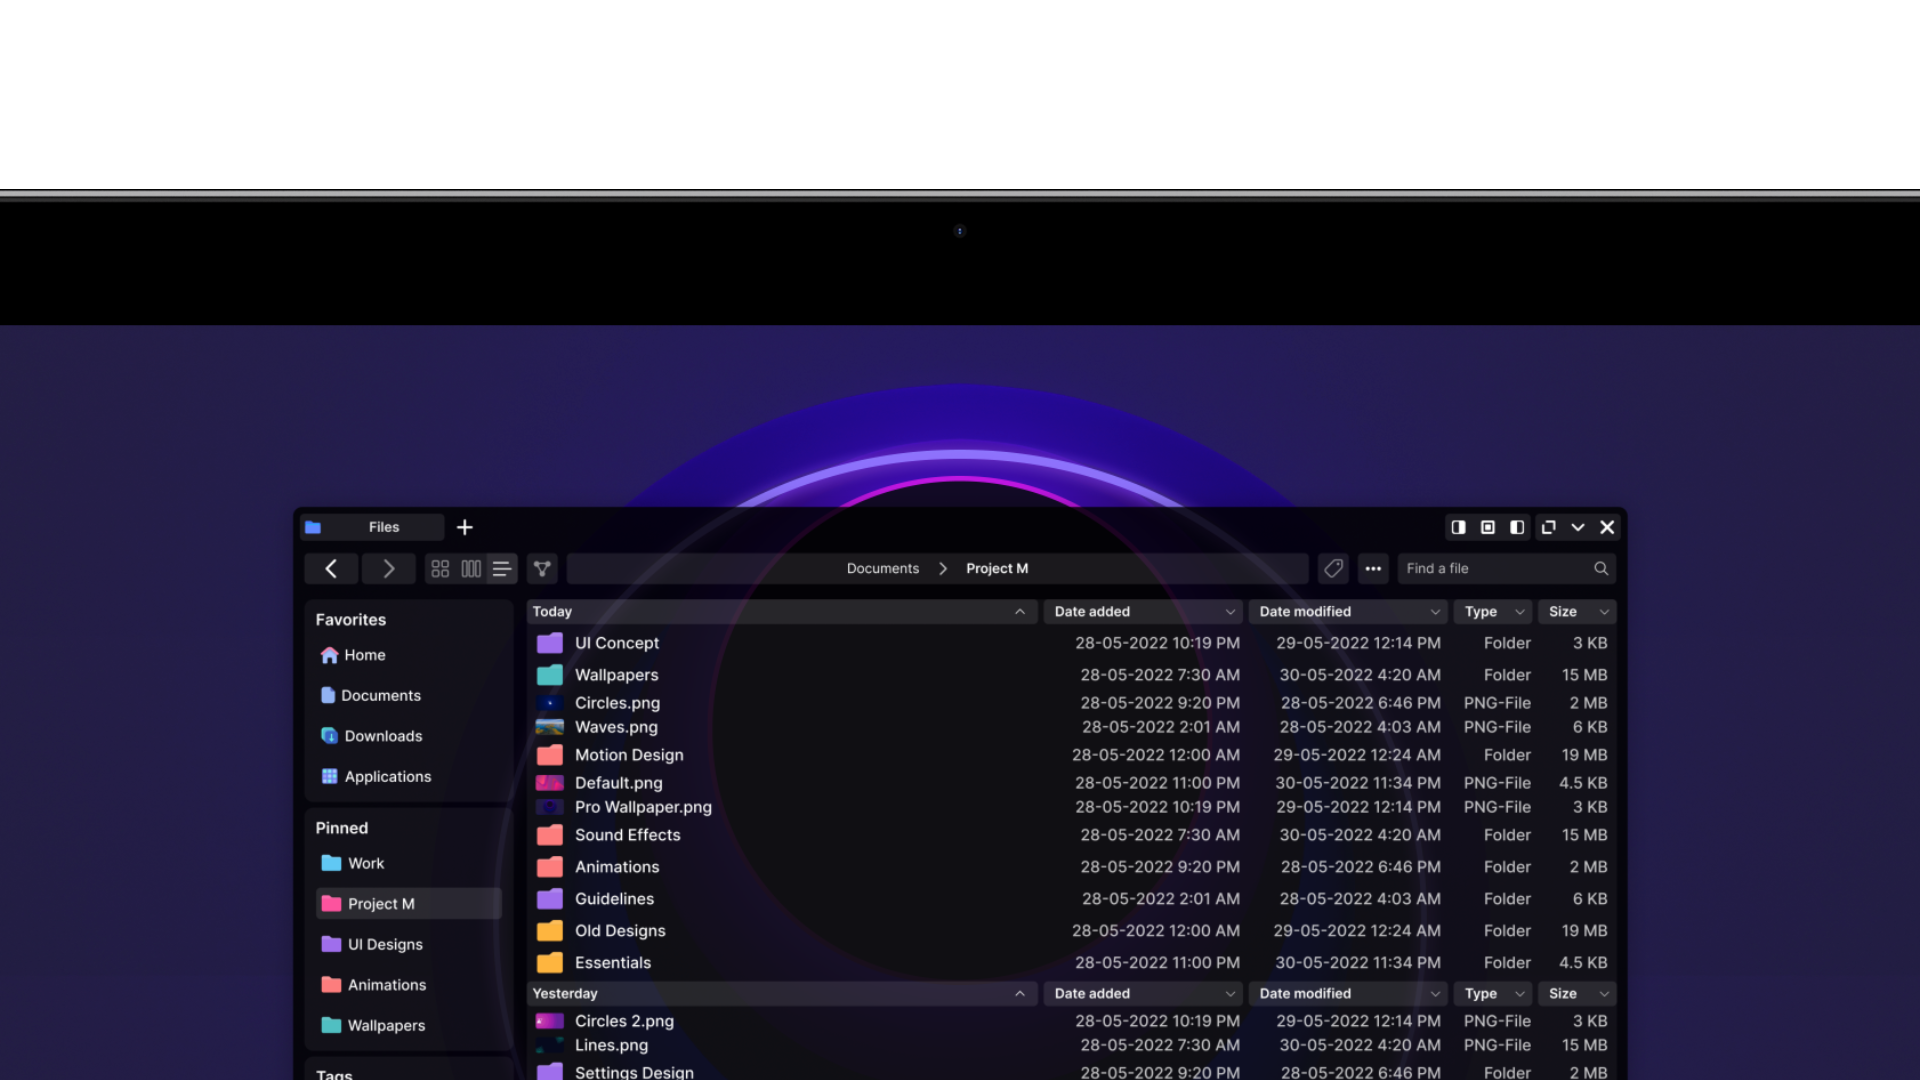 Files
Documents > Project M
Find a file
Favorites
Home
Documents
Downloads
Applications
Pinned
Work
Project M
UI Designs
Animations
Wallpapers
Tags
Today Date added Date modified Type Size
UI Concept 28-05-2022 10:19 PM 29-05-2022 12:14 PM Folder 3 KB
Wallpapers 28-05-2022 7:30 AM 30-05-2022 4:20 AM Folder 15 MB
Circles.png 28-05-2022 9:20 PM 28-05-2022 6:46 PM PNG-File 2 MB
Waves.png 28-05-2022 2:01 AM 28-05-2022 4:03 AM PNG-File 6 KB
Motion Design 28-05-2022 12:00 AM 29-05-2022 12:24 AM Folder 19 MB
Default.png 28-05-2022 11:00 PM 30-05-2022 11:34 PM PNG-File 4.5 KB
Pro Wallpaper.png 28-05-2022 10:19 PM 29-05-2022 12:14 PM PNG-File 3 KB
Sound Effects 28-05-2022 7:30 AM 30-05-2022 4:20 AM Folder 15 MB
Animations 28-05-2022 9:20 PM 28-05-2022 6:46 PM Folder 2 MB
Guidelines 28-05-2022 2:01 AM 28-05-2022 4:03 AM Folder 6 KB
Old Designs 28-05-2022 12:00 AM 29-05-2022 12:24 AM Folder 19 MB
Essentials 28-05-2022 11:00 PM 30-05-2022 11:34 PM Folder 4.5 KB
Yesterday Date added Date modified Type Size
Circles 2.png 28-05-2022 10:19 PM 29-05-2022 12:14 PM PNG-File 3 KB
Lines.png 28-05-2022 7:30 AM 30-05-2022 4:20 AM PNG-File 15 MB
Settings Design 28-05-2022 9:20 PM 28-05-2022 6:46 PM Folder 2 MB